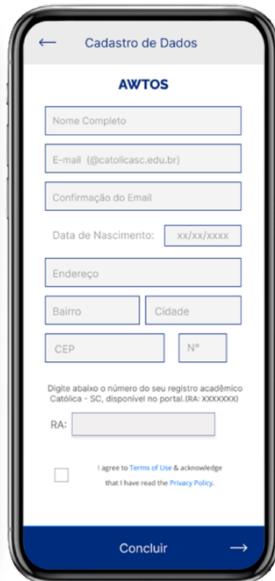 Cadastro de Dados
AWTOS
Nome Completo
E-mail (@catolicasc.edu.br)
Confirmação do Email
Data de Nascimento: xx/xx/xxxx
Endereço
Bairro Cidade
CEP N°
Digite abaixo o número do seu registro acadêmico
Católica - SC, disponível no portal.(RA: XXXXXXX)
RA:
I agree to Terms of Use & acknowledge
that I have read the Privacy Policy.
Concluir